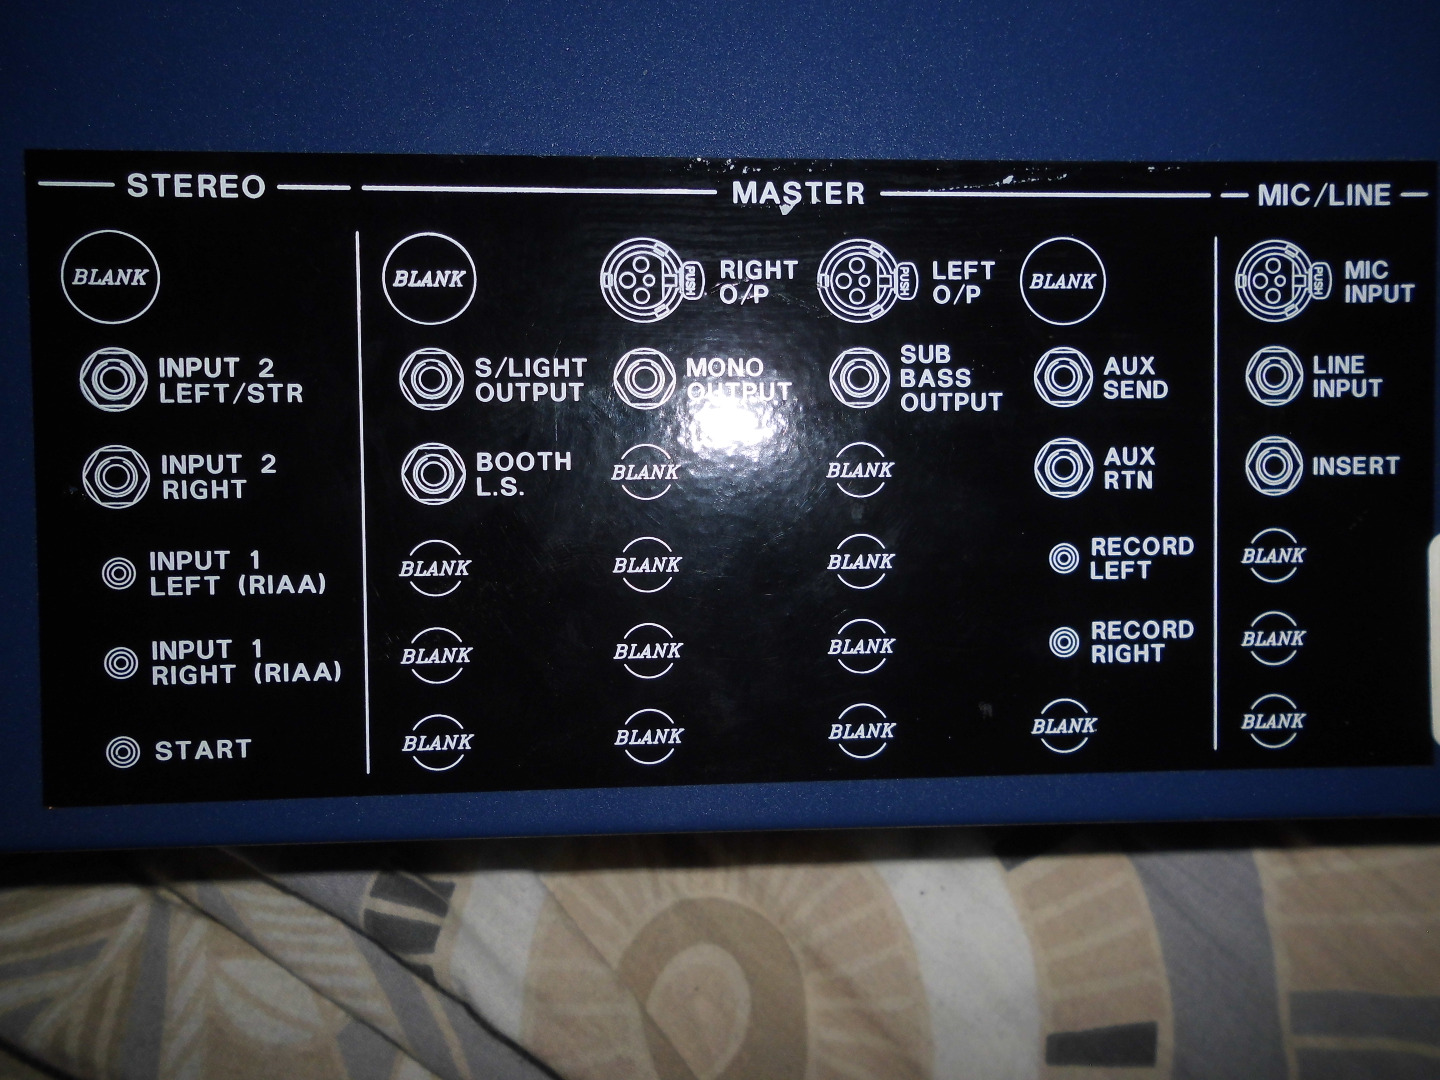 STEREO
MASTER
MIC/LINE
BLANK
BLANK
PUSH
RIGHT
O/P
PUSH
LEFT
O/P
BLANK
PUSH
MIC
INPUT
INPUT 2
LEFT/STR
S/LIGHT
OUTPUT
MONO
OUTPUT
SUB
BASS
OUTPUT
AUX
SEND
LINE
INPUT
INPUT 2
RIGHT
BOOTH
L.S.
BLANK
BLANK
AUX
RTN
INSERT
INPUT 1
LEFT (RIAA)
BLANK
BLANK
BLANK
RECORD
LEFT
BLANK
INPUT 1
RIGHT (RIAA)
BLANK
BLANK
BLANK
RECORD
RIGHT
BLANK
START
BLANK
BLANK
BLANK
BLANK
BLANK